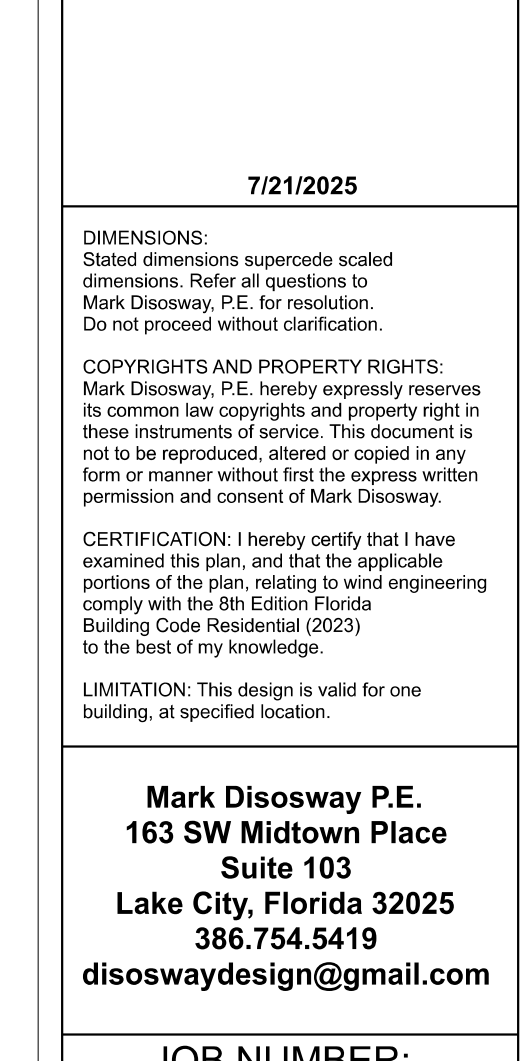 7/21/2025
DIMENSIONS:
Stated dimensions supercede scaled
dimensions. Refer all questions to
Mark Disosway, P.E. for resolution.
Do not proceed without clarification.
COPYRIGHTS AND PROPERTY RIGHTS:
Mark Disosway, P.E. hereby expressly reserves
its common law copyrights and property right in
these instruments of service. This document is
not to be reproduced, altered or copied in any
form or manner without first the express written
permission and consent of Mark Disosway.
CERTIFICATION: I hereby certify that I have
examined this plan, and that the applicable
portions of the plan, relating to wind engineering
comply with the 8th Edition Florida
Building Code Residential (2023)
to the best of my knowledge.
LIMITATION: This design is valid for one
building, at specified location.
Mark Disosway P.E.
163 SW Midtown Place
Suite 103
Lake City, Florida 32025
386.754.5419
disoswaydesign@gmail.com
JOB NUMBER: